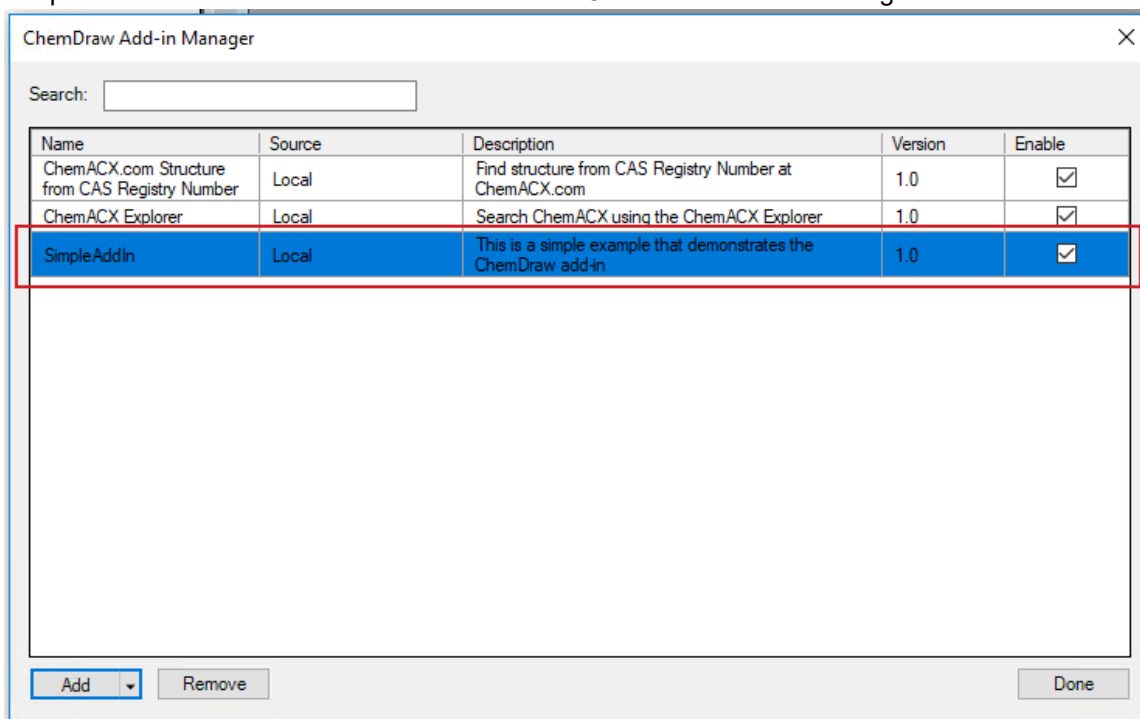 ChemDraw Add-in Manager
Search:
Name Source Description Version Enable
ChemACX.com Structure
from CAS Registry Number Local Find structure from CAS Registry Number at
ChemACX.com 1.0
ChemACX Explorer Local Search ChemACX using the ChemACX Explorer 1.0
SimpleAddIn Local This is a simple example that demonstrates the
ChemDraw add-in 1.0
Add Remove Done